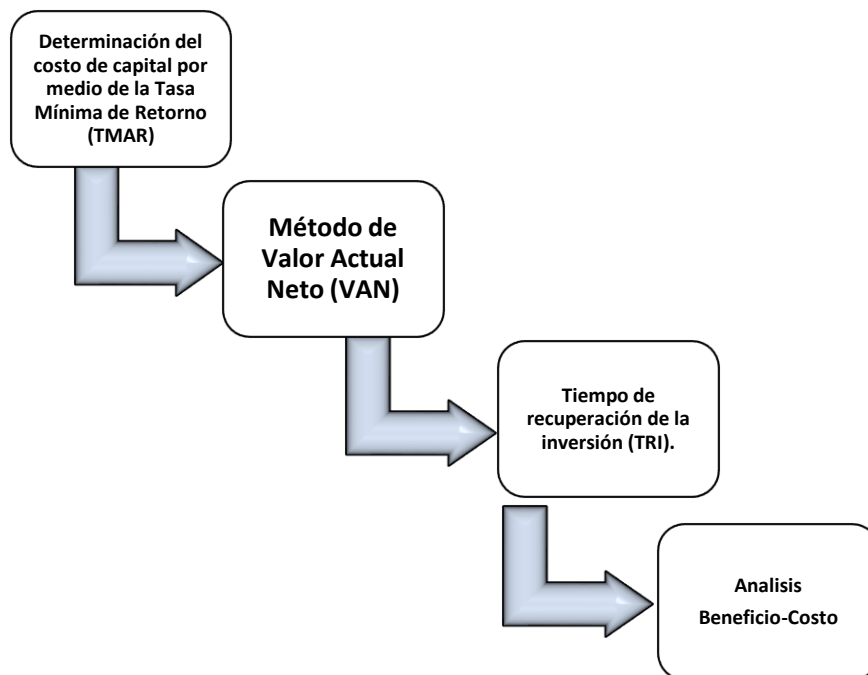 Determinación del
costo de capital por
medio de la Tasa
Mínima de Retorno
(TMAR)
Método de
Valor Actual
Neto (VAN)
Tiempo de
recuperación de la
inversión (TRI).
Analisis
Beneficio-Costo